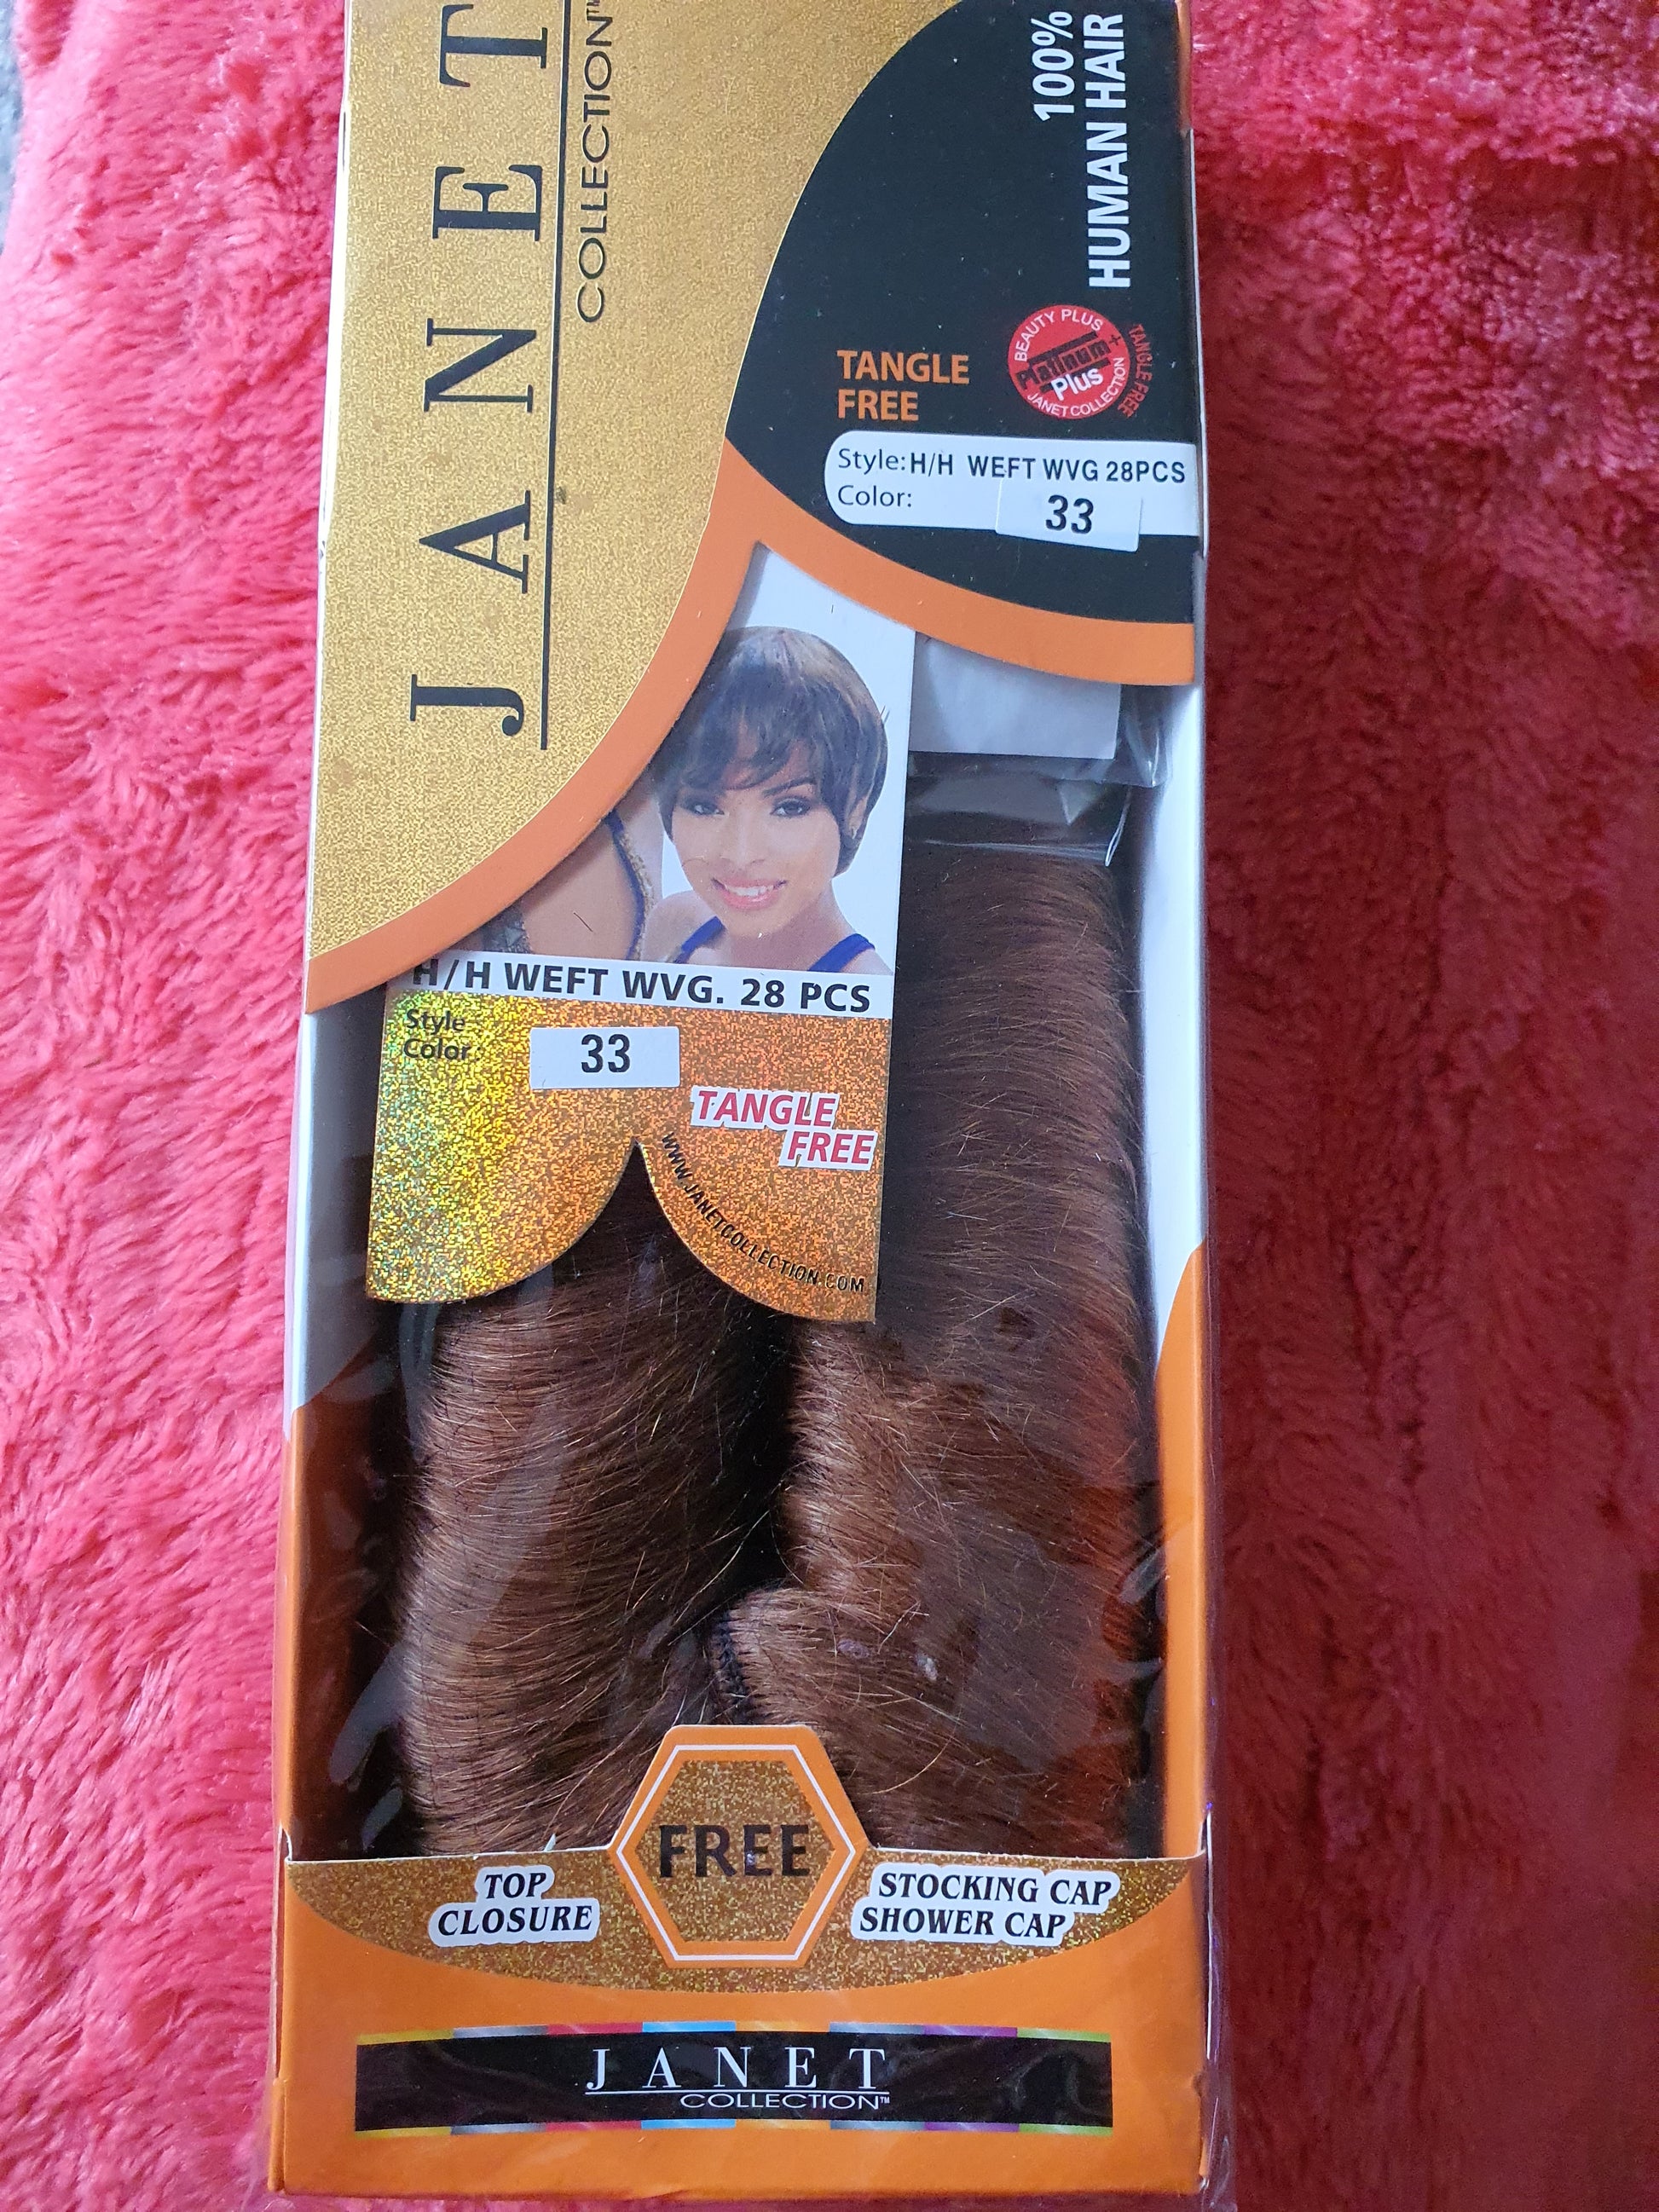 JANET
COLLECTION™
100%
HUMAN HAIR
TANGLE
FREE
BEAUTY PLUS
Platinum+
Plus
JANET COLLECTION
TANGLE FREE
Style: H/H WEFT WVG 28PCS
Color: 33
H/H WEFT WVG. 28 PCS
Style
Color: 33
TANGLE
FREE
WWW.JANETCOLLECTION.COM
FREE
TOP
CLOSURE
STOCKING CAP
SHOWER CAP
JANET
COLLECTION™